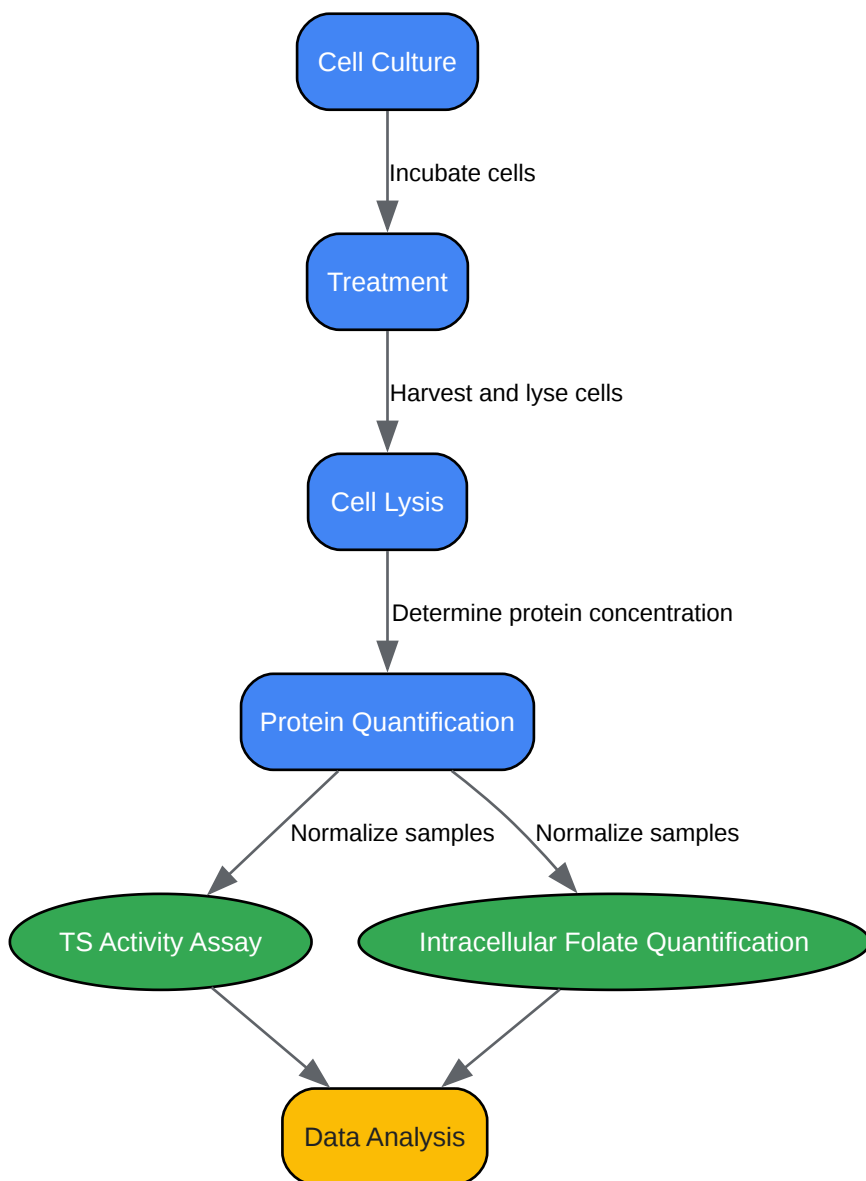 Cell Culture
Incubate cells
Treatment
Harvest and lyse cells
Cell Lysis
Determine protein concentration
Protein Quantification
Normalize samples
Normalize samples
TS Activity Assay
Intracellular Folate Quantification
Data Analysis